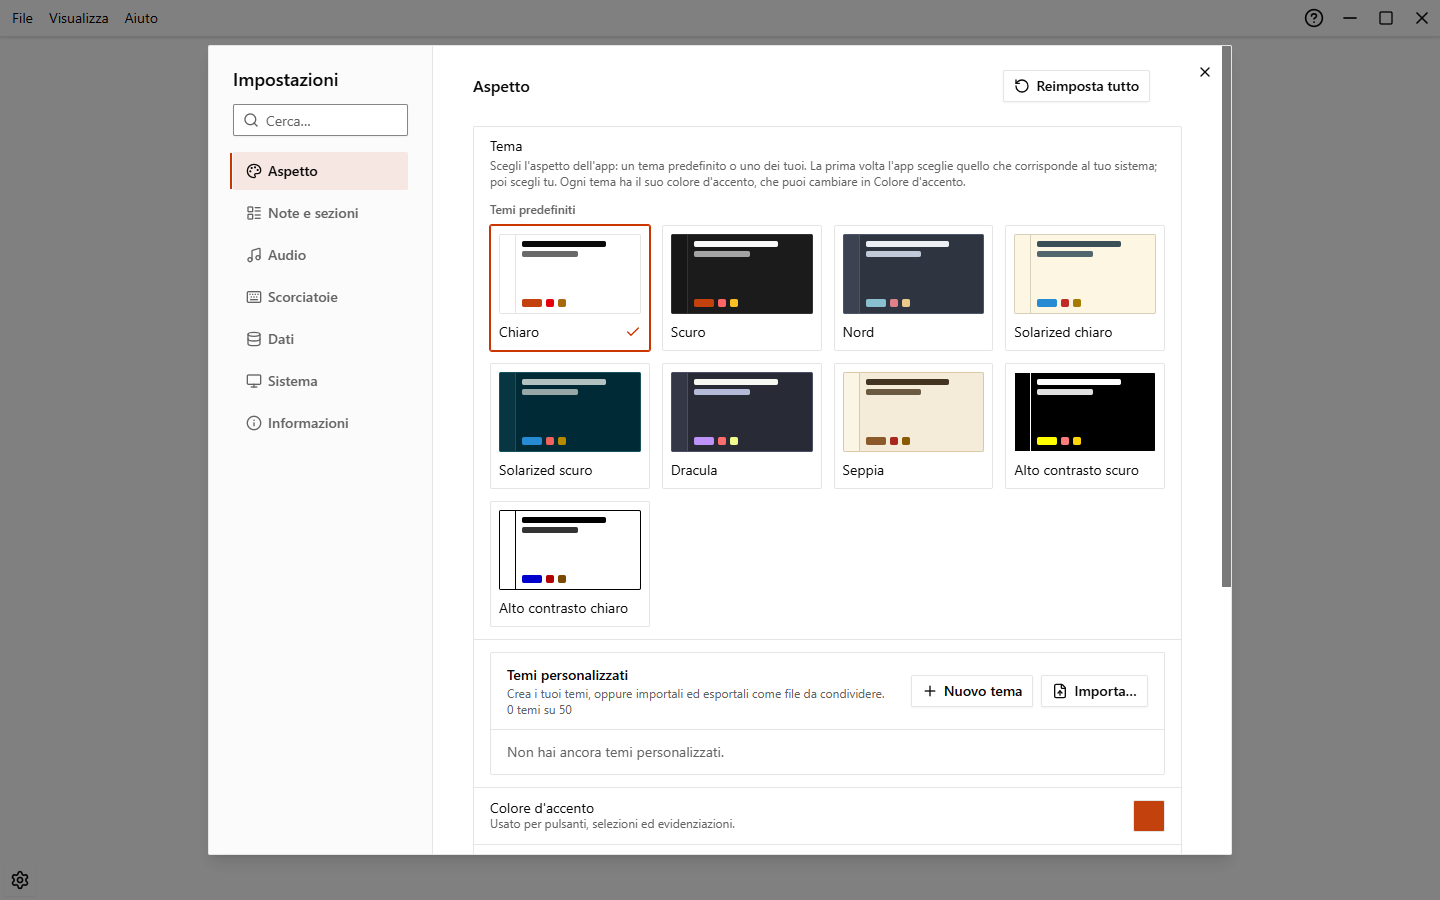 File Visualizza Aiuto
Impostazioni
Cerca...
Aspetto
Note e sezioni
Audio
Scorciatoie
Dati
Sistema
Informazioni
Aspetto
Reimposta tutto
Tema
Scegli l'aspetto dell'app: un tema predefinito o uno dei tuoi. La prima volta l'app sceglie quello che corrisponde al tuo sistema;
poi scegli tu. Ogni tema ha il suo colore d'accento, che puoi cambiare in Colore d'accento.
Temi predefiniti
Chiaro
Scuro
Nord
Solarized chiaro
Solarized scuro
Dracula
Seppia
Alto contrasto scuro
Alto contrasto chiaro
Temi personalizzati
Crea i tuoi temi, oppure importali ed esportali come file da condividere.
0 temi su 50
Nuovo tema
Importa...
Non hai ancora temi personalizzati.
Colore d'accento
Usato per pulsanti, selezioni ed evidenziazioni.